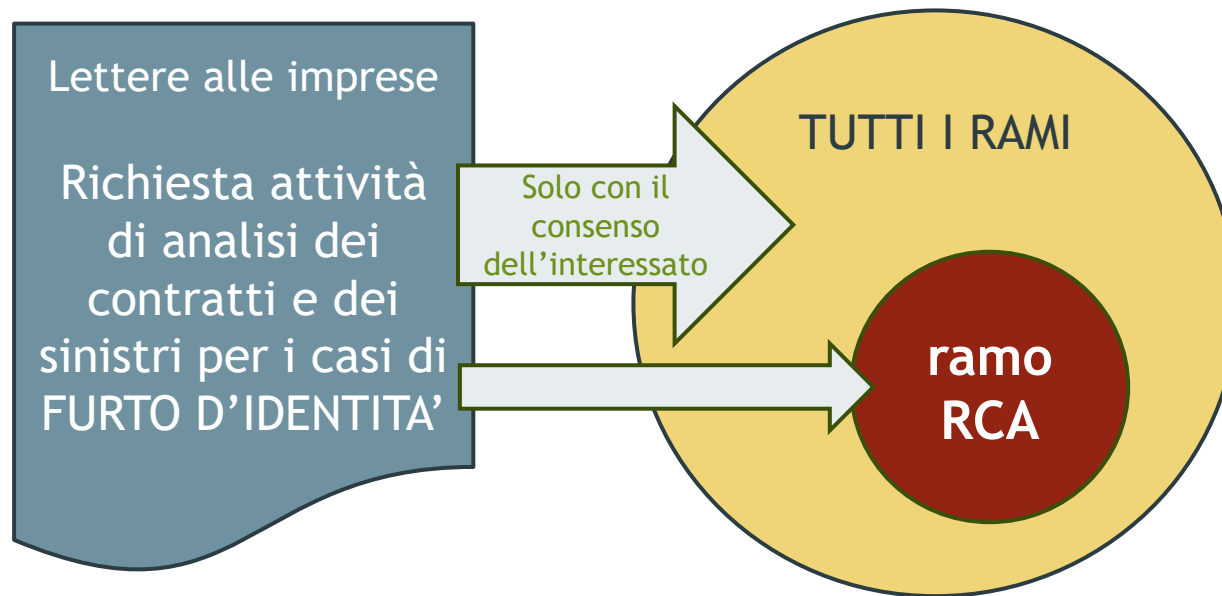 Lettere alle imprese
Richiesta attività
di analisi dei
contratti e dei
sinistri per i casi di
FURTO D’IDENTITA’
Solo con il
consenso
dell’interessato
TUTTI I RAMI
ramo
RCA